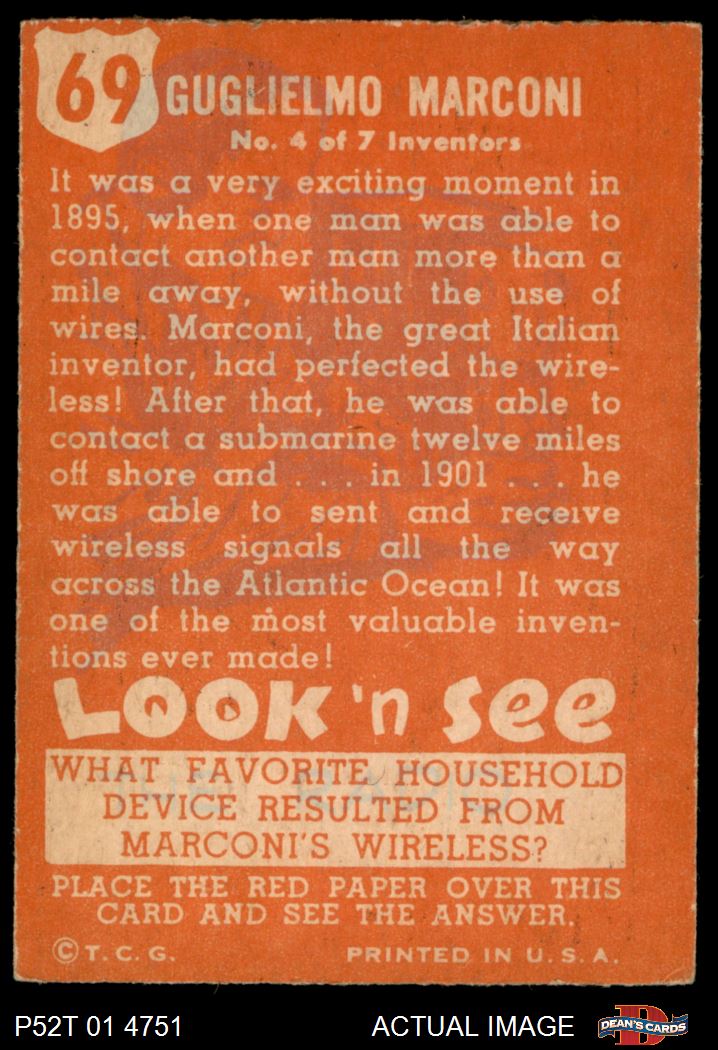 69
GUGLIELMO MARCONI
No. 4 of 7 Inventors
It was a very exciting moment in
1895, when one man was able to
contact another man more than a
mile away, without the use of
wires. Marconi, the great Italian
inventor, had perfected the wire-
less! After that, he was able to
contact a submarine twelve miles
off shore and . . . in 1901 . . . he
was able to sent and receive
wireless signals all the way
across the Atlantic Ocean! It was
one of the most valuable inven-
tions ever made!
LOOK 'n See
WHAT FAVORITE HOUSEHOLD
DEVICE RESULTED FROM
MARCONI'S WIRELESS?
PLACE THE RED PAPER OVER THIS
CARD AND SEE THE ANSWER.
© T. C. G. PRINTED IN U. S. A.
P52T 01 4751 ACTUAL IMAGE D DEAN'S CARDS